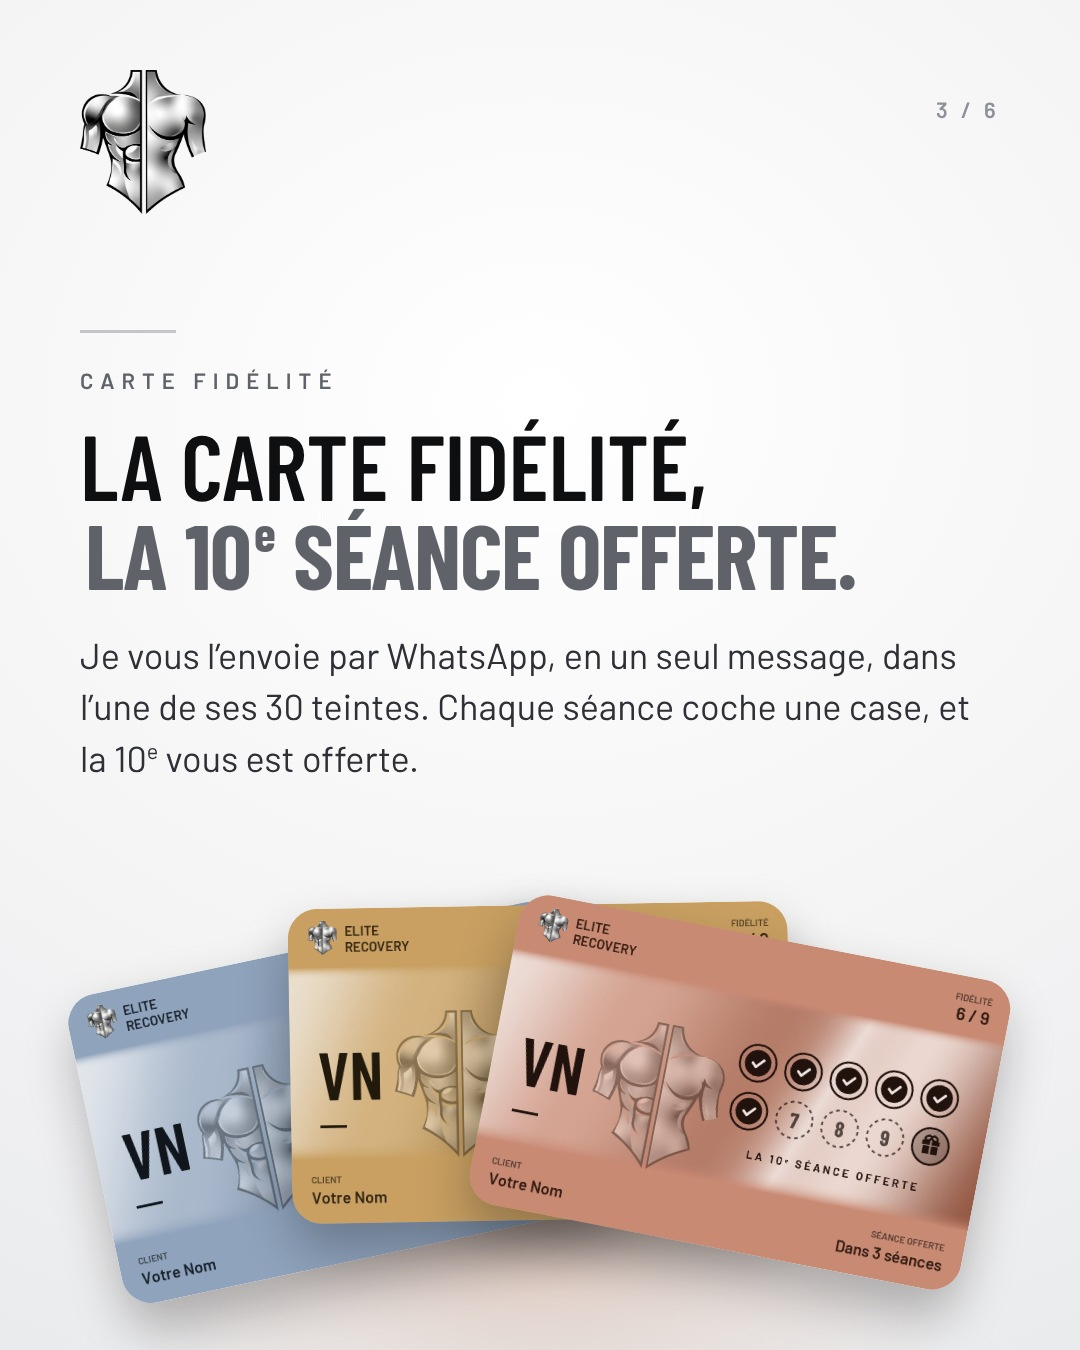 3 / 6
CARTE FIDÉLITÉ
LA CARTE FIDÉLITÉ,
LA 10e SÉANCE OFFERTE.
Je vous l’envoie par WhatsApp, en un seul message, dans
l’une de ses 30 teintes. Chaque séance coche une case, et
la 10e vous est offerte.
ELITE
RECOVERY
VN
CLIENT
Votre Nom
ELITE
RECOVERY
FIDÉLITÉ
VN
CLIENT
Votre Nom
ELITE
RECOVERY
FIDÉLITÉ
6 / 9
VN
7 8 9
LA 10e SÉANCE OFFERTE
CLIENT
Votre Nom
SÉANCE OFFERTE
Dans 3 séances